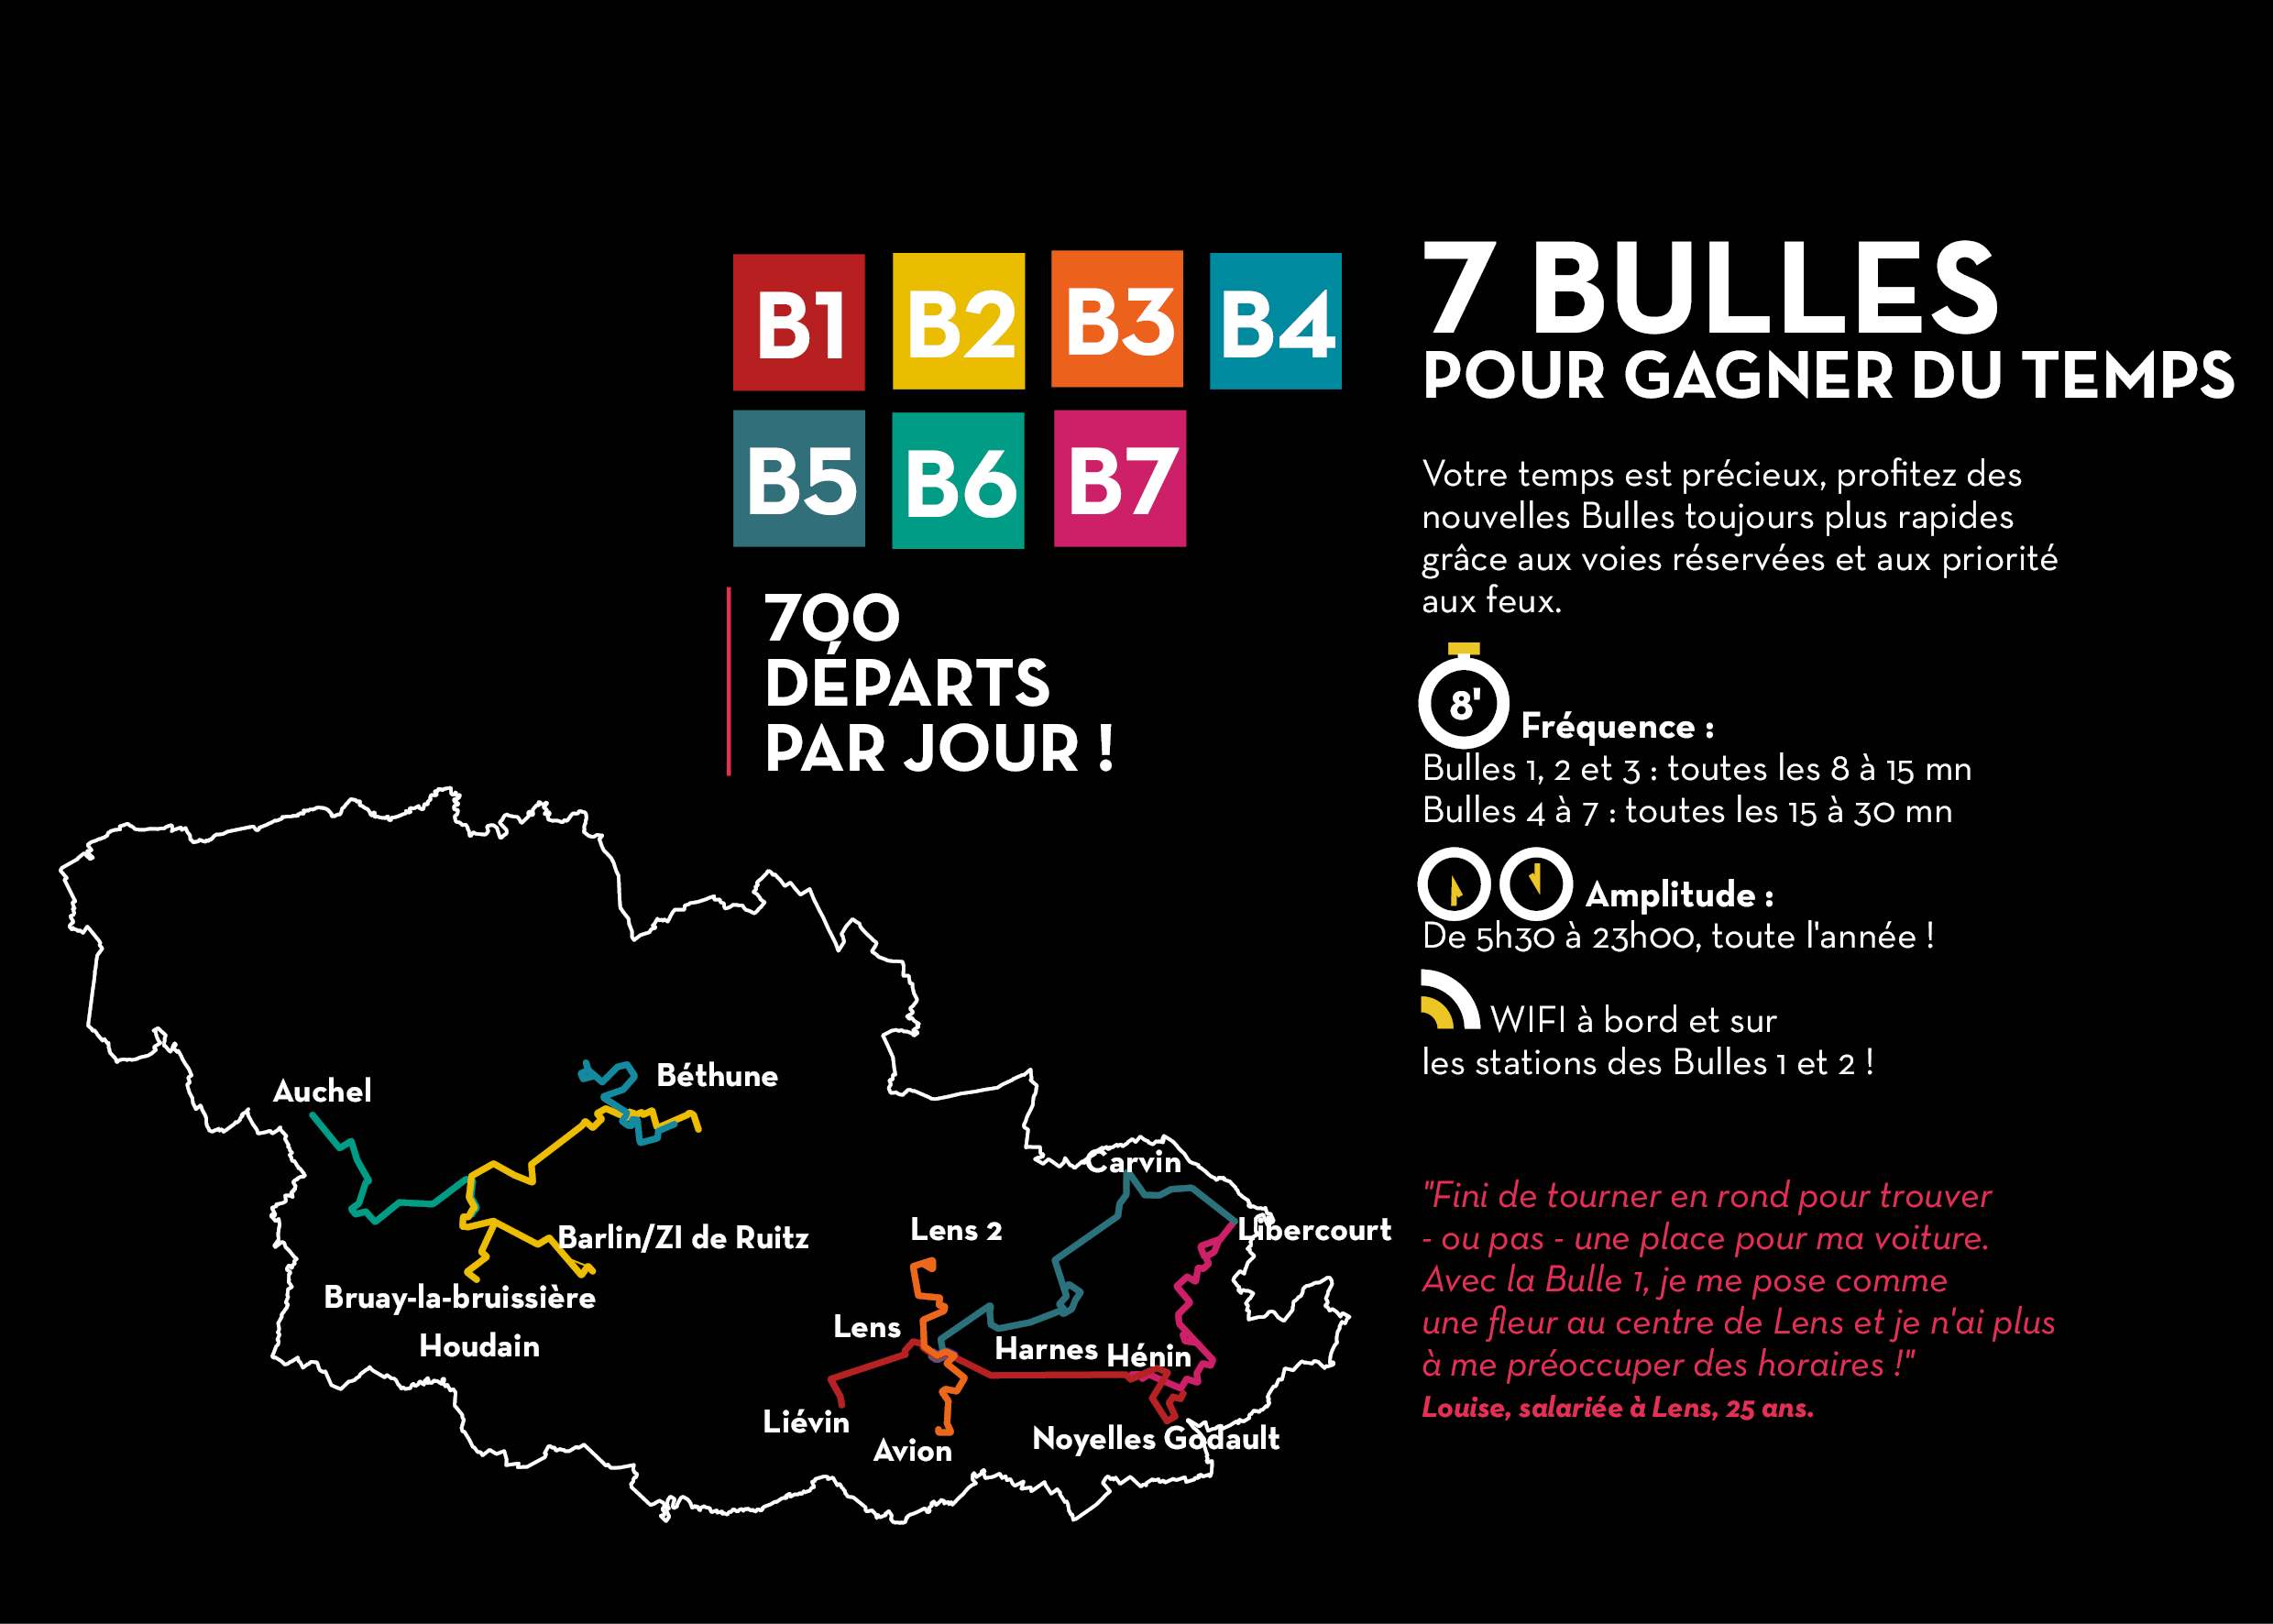 B1 B2 B3 B4
B5 B6 B7
700
DÉPARTS
PAR JOUR !
7 BULLES
POUR GAGNER DU TEMPS
Votre temps est précieux, profitez des
nouvelles Bulles toujours plus rapides
grâce aux voies réservées et aux priorité
aux feux.
8' Fréquence :
Bulles 1, 2 et 3 : toutes les 8 à 15 mn
Bulles 4 à 7 : toutes les 15 à 30 mn
Amplitude :
De 5h30 à 23h00, toute l'année !
WIFI à bord et sur
les stations des Bulles 1 et 2 !
"Fini de tourner en rond pour trouver
- ou pas - une place pour ma voiture.
Avec la Bulle 1, je me pose comme
une fleur au centre de Lens et je n'ai plus
à me préoccuper des horaires !"
Louise, salariée à Lens, 25 ans.
Auchel
Béthune
Barlin/ZI de Ruitz
Bruay-la-bruissière
Houdain
Carvin
Lens 2
Libercourt
Lens
Harnes
Hénin
Liévin
Avion
Noyelles Godault